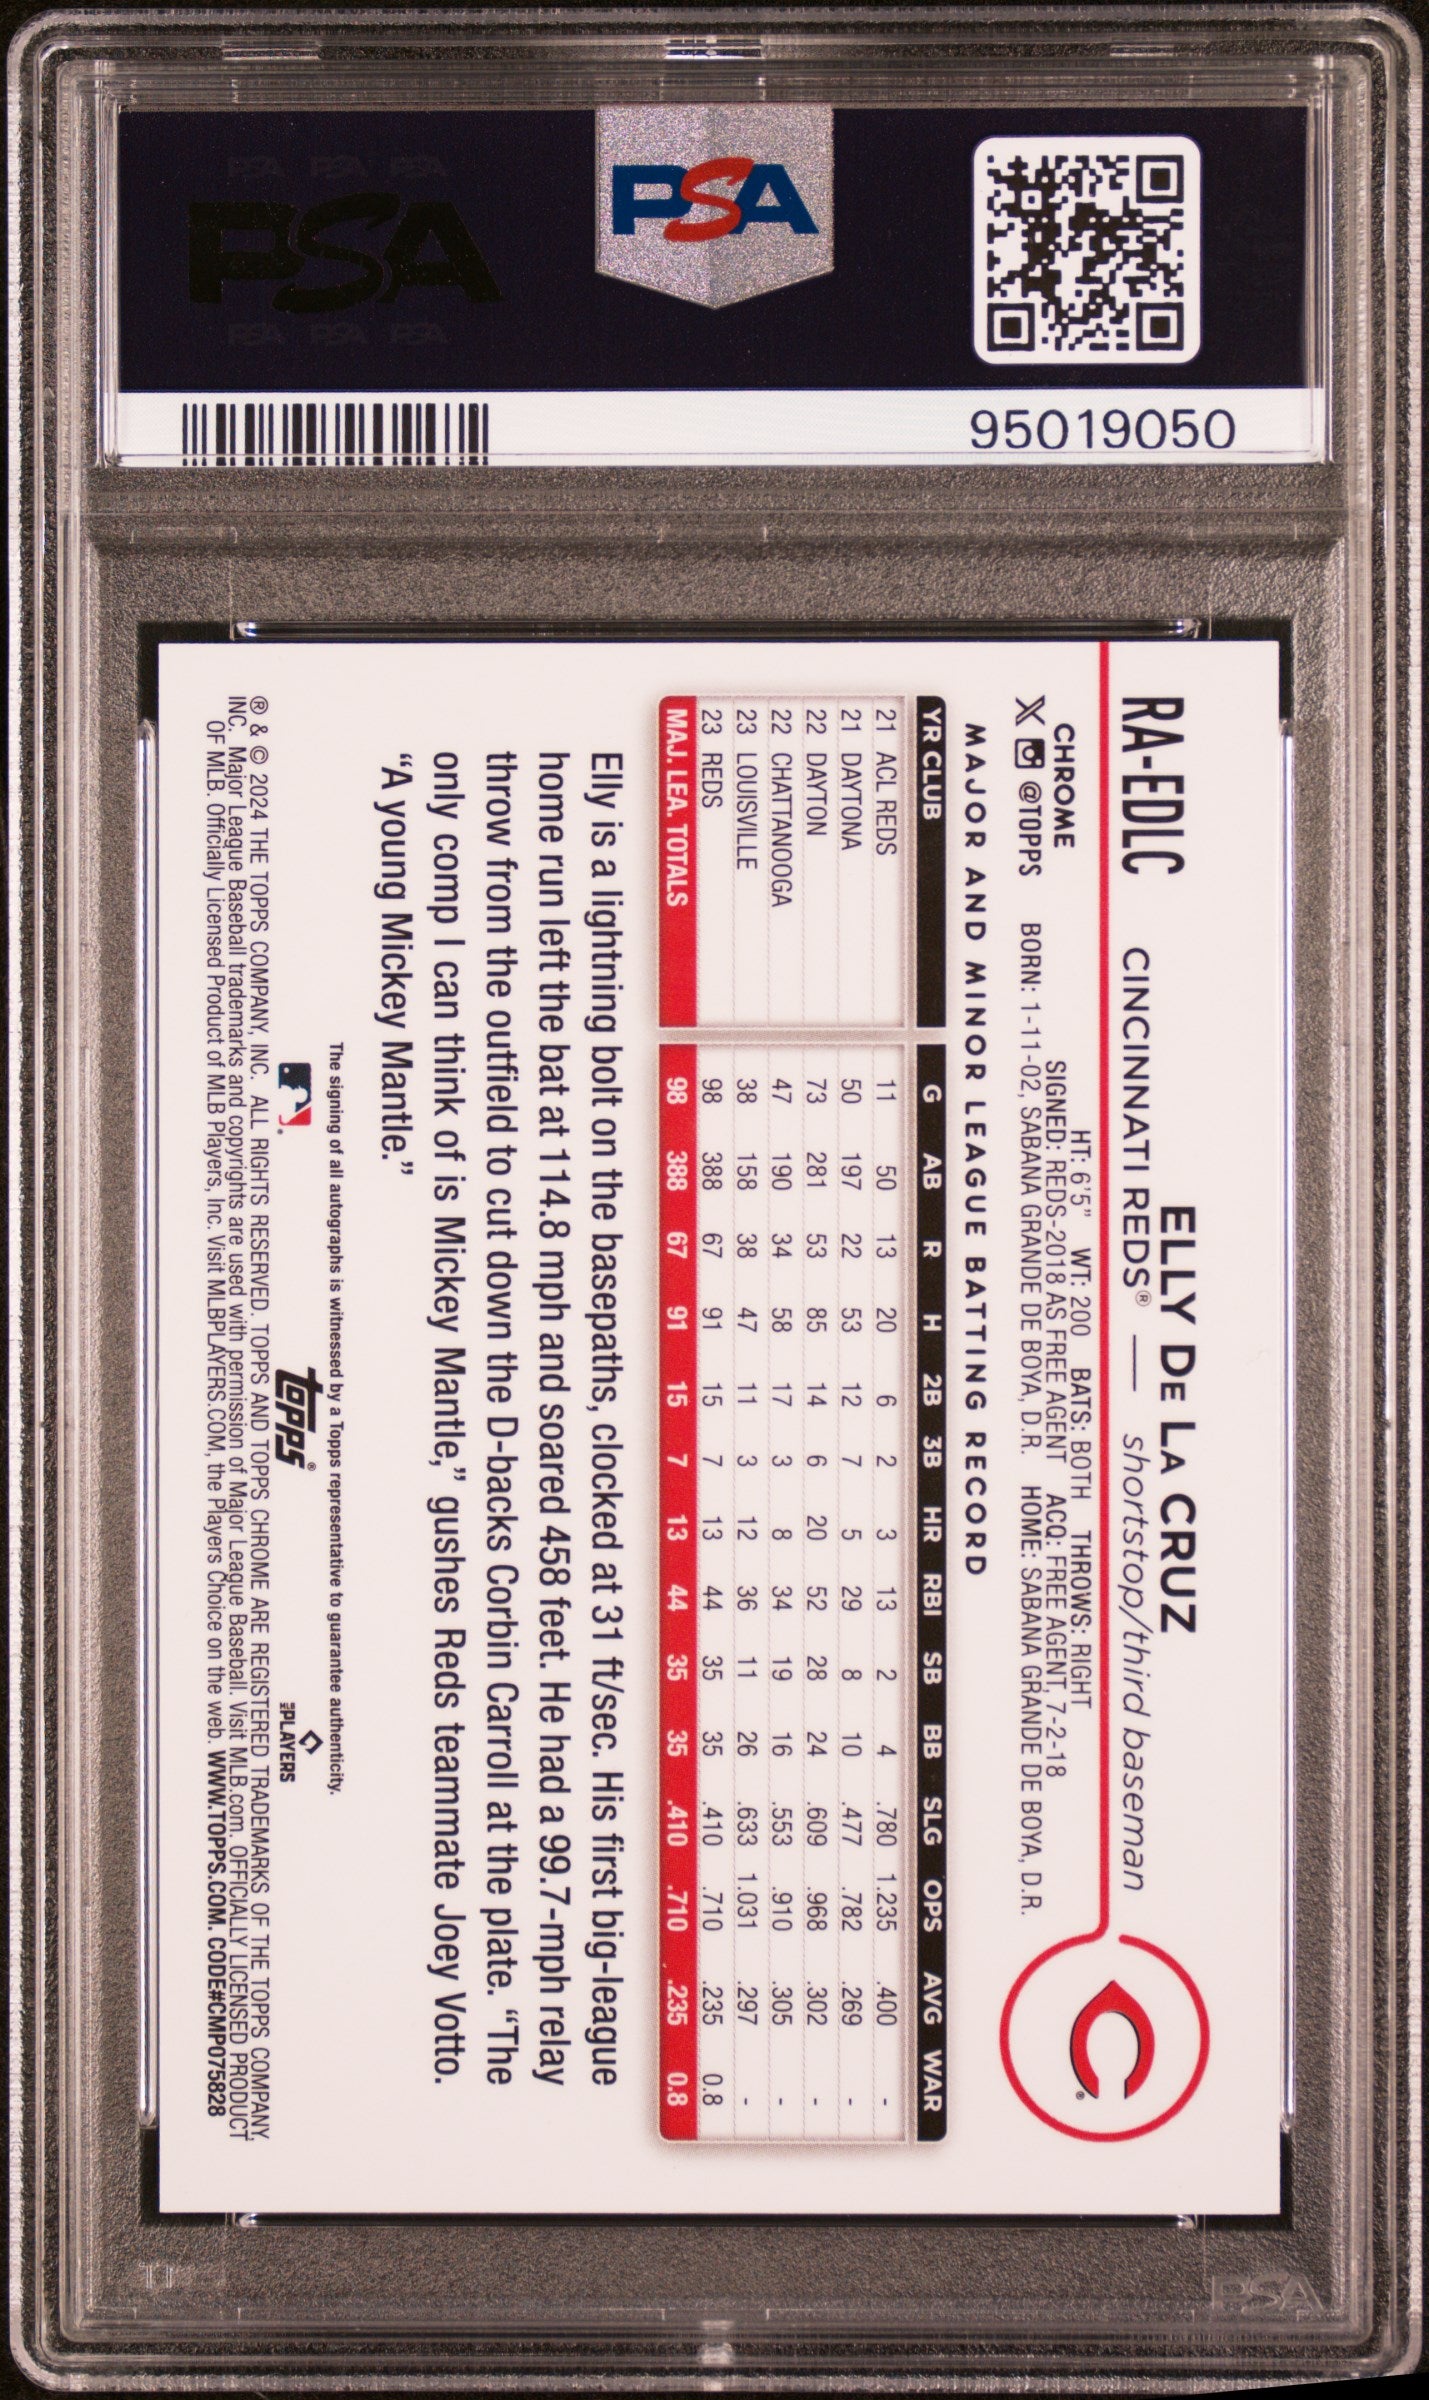 PSA PSA PSA
PSA
PSA PSA PSA
PSA
95019050
RA-EDLC
ELLY DE LA CRUZ
CINCINNATI REDS® — shortstop/third baseman
CHROME
HT: 6'5" WT: 200 BATS: BOTH THROWS: RIGHT
SIGNED: REDS-2018 AS FREE AGENT ACQ: FREE AGENT, 7-2-18
X @TOPPS BORN: 1-11-02, SABANA GRANDE DE BOYA, D.R. HOME: SABANA GRANDE DE BOYA, D.R.
C®
MAJOR AND MINOR LEAGUE BATTING RECORD
YR CLUB G AB R H 2B 3B HR RBI SB BB SLG OPS AVG WAR
21 ACL REDS 11 50 13 20 6 2 3 13 2 4 .780 1.235 .400 -
21 DAYTONA 50 197 22 53 12 7 5 29 8 10 .477 .782 .269 -
22 DAYTON 73 281 53 85 14 6 20 52 28 24 .609 .968 .302 -
22 CHATTANOOGA 47 190 34 58 17 3 8 34 19 16 .553 .910 .305 -
23 LOUISVILLE 38 158 38 47 11 3 12 36 11 26 .633 1.031 .297 -
23 REDS 98 388 67 91 15 7 13 44 35 35 .410 .710 .235 0.8
MAJ. LEA. TOTALS 98 388 67 91 15 7 13 44 35 35 .410 .710 .235 0.8
Elly is a lightning bolt on the basepaths, clocked at 31 ft/sec. His first big-league
home run left the bat at 114.8 mph and soared 458 feet. He had a 99.7-mph relay
throw from the outfield to cut down the D-backs Corbin Carroll at the plate. “The
only comp I can think of is Mickey Mantle,” gushes Reds teammate Joey Votto.
“A young Mickey Mantle.”
The signing of all autographs is witnessed by a Topps representative to guarantee authenticity.
topps®
MLB PLAYERS
® & © 2024 THE TOPPS COMPANY, INC. ALL RIGHTS RESERVED. TOPPS AND TOPPS CHROME ARE REGISTERED TRADEMARKS OF THE TOPPS COMPANY,
INC. Major League Baseball trademarks and copyrights are used with permission of Major League Baseball. Visit MLB.com. OFFICIALLY LICENSED PRODUCT
OF MLB. Officially Licensed Product of MLB Players, Inc. Visit MLBPLAYERS.COM, the Players Choice on the web. WWW.TOPPS.COM. CODE#CMP075828
PSA